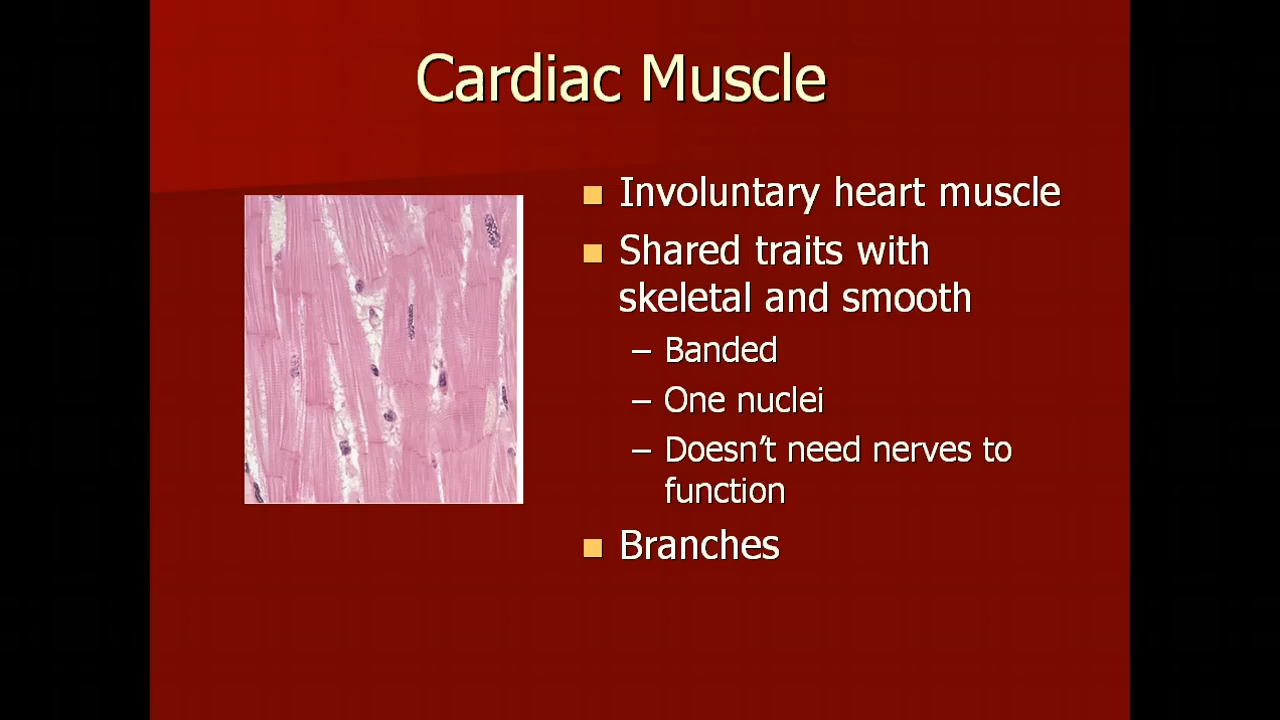 Cardiac Muscle
Involuntary heart muscle
Shared traits with
skeletal and smooth
– Banded
– One nuclei
– Doesn't need nerves to
function
Branches